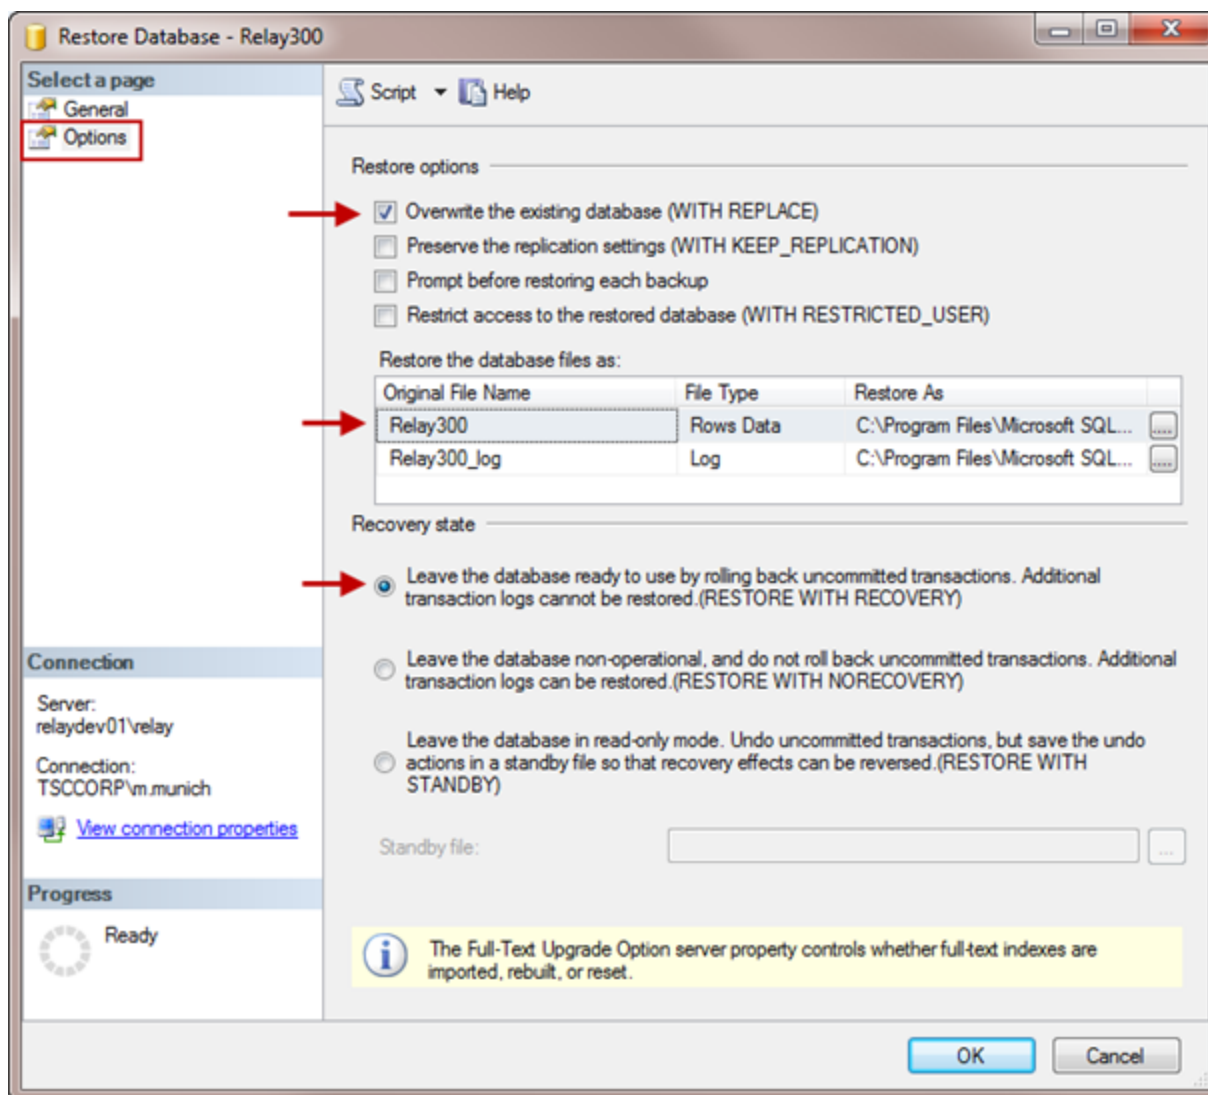 Restore Database - Relay300
Select a page
General
Options
Script
Help
Restore options
Overwrite the existing database (WITH REPLACE)
Preserve the replication settings (WITH KEEP_REPLICATION)
Prompt before restoring each backup
Restrict access to the restored database (WITH RESTRICTED_USER)
Restore the database files as:
Original File Name File Type Restore As
Relay300 Rows Data C:\Program Files\Microsoft SQL... ....
Relay300_log Log C:\Program Files\Microsoft SQL... ....
Recovery state
Leave the database ready to use by rolling back uncommitted transactions. Additional
transaction logs cannot be restored.(RESTORE WITH RECOVERY)
Leave the database non-operational, and do not roll back uncommitted transactions. Additional
transaction logs can be restored.(RESTORE WITH NORECOVERY)
Leave the database in read-only mode. Undo uncommitted transactions, but save the undo
actions in a standby file so that recovery effects can be reversed.(RESTORE WITH
STANDBY)
Standby file: ...
Connection
Server:
relaydev01\relay
Connection:
TSCCORP\m.munich
View connection properties
Progress
Ready
The Full-Text Upgrade Option server property controls whether full-text indexes are
imported, rebuilt, or reset.
OK Cancel